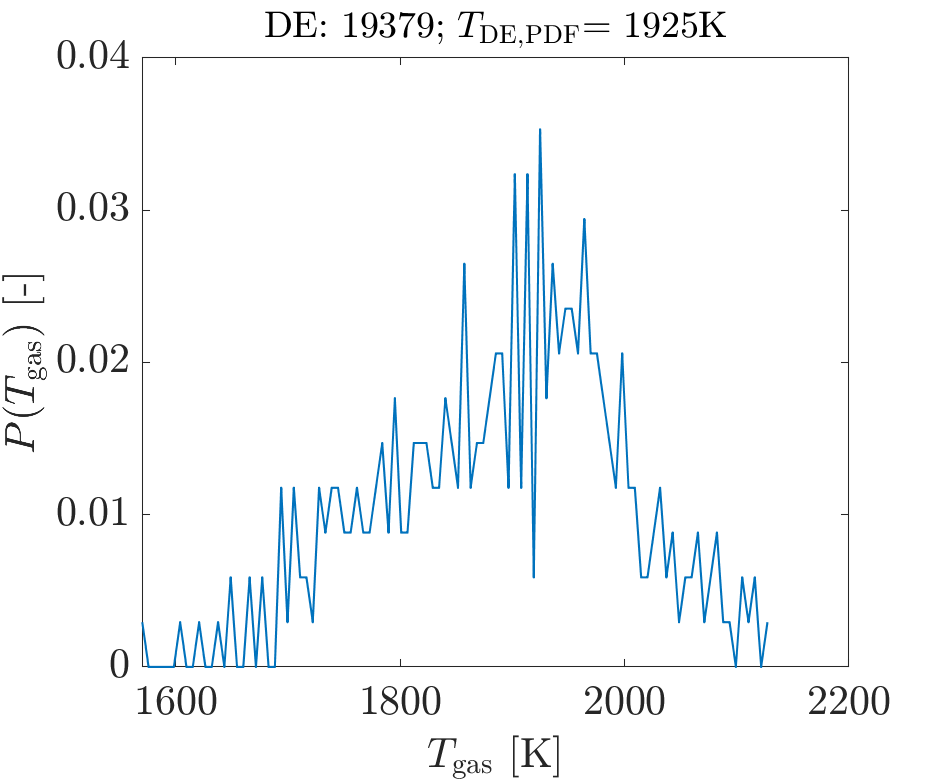 DE: 19379; T_DE,PDF= 1925K
0.04
0.03
0.02
0.01
0
P(T_gas) [-]
1600 1800 2000 2200
T_gas [K]